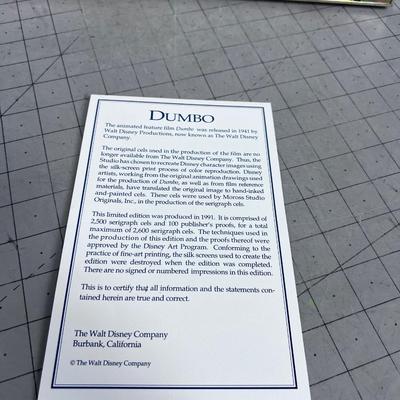 DUMBO
The animated feature film Dumbo was released in 1941 by
Walt Disney Productions, now known as The Walt Disney
Company.
The original cels used in the production of the film are no
longer available from The Walt Disney Company. Thus, the
Studio has chosen to recreate Disney character images using
the silk-screen print process of color reproduction. Disney
artists, working from the original animation drawings used
for the production of Dumbo, as well as from film reference
materials, have translated the original image to hand-inked
and-painted cels. These cels were used by Moross Studio
Originals, Inc., in the production of the serigraph cels.
This limited edition was produced in 1991. It is comprised of
2,500 serigraph cels and 100 publisher's proofs, for a total
maximum of 2,600 serigraph cels. The techniques used in
the production of this edition and the proofs thereof were
approved by the Disney Art Program. Conforming to the
practice of fine-art printing, the silk screens used to create the
edition were destroyed when the edition was completed.
There are no signed or numbered impressions in this edition.
This is to certify that all information and the statements con-
tained herein are true and correct.
The Walt Disney Company
Burbank, California
© The Walt Disney Company